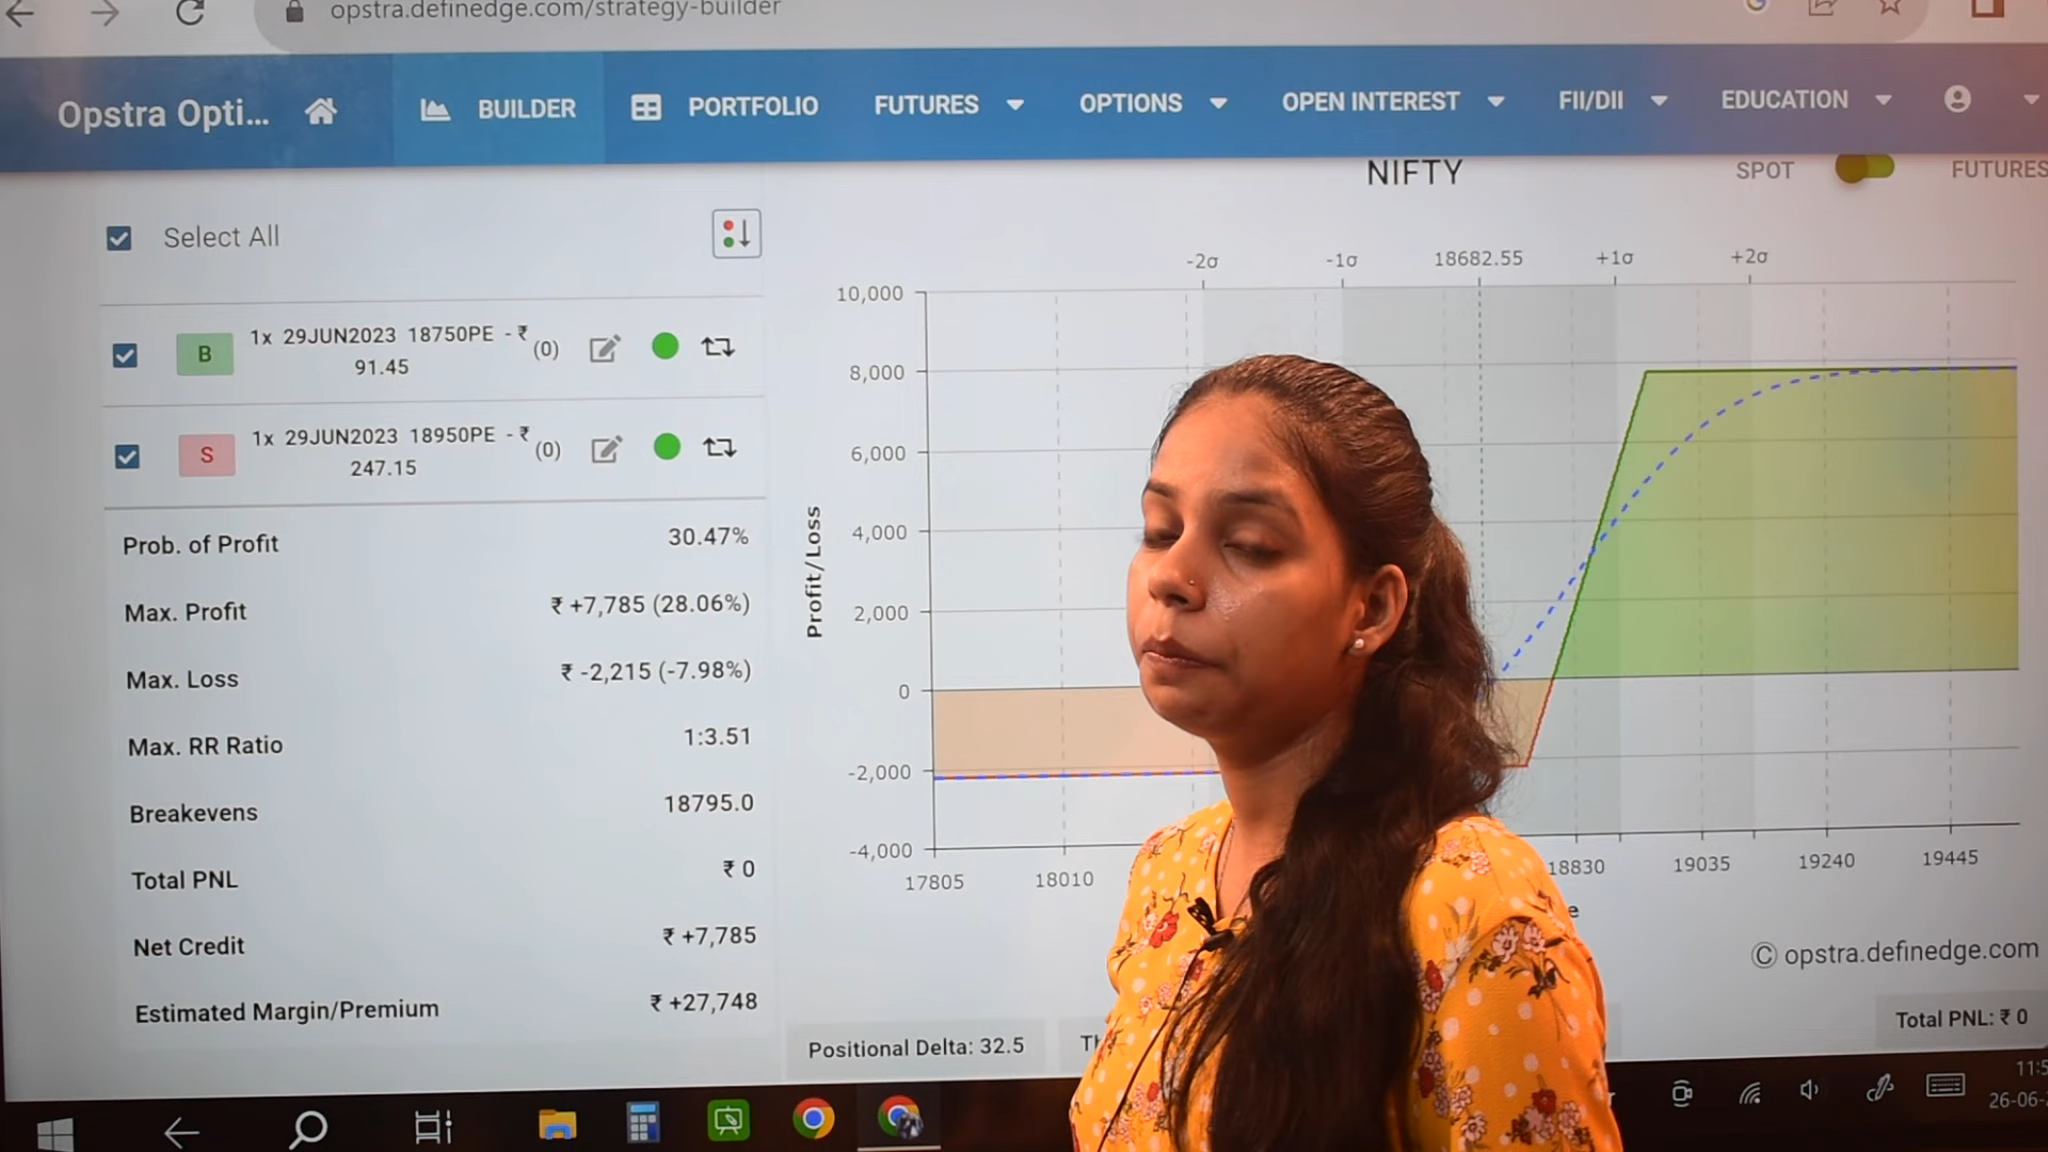 opstra.definedge.com/strategy-builder
Opstra Opti... BUILDER PORTFOLIO FUTURES OPTIONS OPEN INTEREST FII/DII EDUCATION
NIFTY
SPOT FUTURES
Select All
-2σ -1σ 18682.55 +1σ +2σ
B 1x 29JUN2023 18750PE - ₹ 91.45 (0)
S 1x 29JUN2023 18950PE - ₹ 247.15 (0)
Prob. of Profit 30.47%
Max. Profit ₹ +7,785 (28.06%)
Max. Loss ₹ -2,215 (-7.98%)
Max. RR Ratio 1:3.51
Breakevens 18795.0
Total PNL ₹ 0
Net Credit ₹ +7,785
Estimated Margin/Premium ₹ +27,748
Profit/Loss
10,000
8,000
6,000
4,000
2,000
0
-2,000
-4,000
17805 18010 18830 19035 19240 19445
© opstra.definedge.com
Positional Delta: 32.5
Total PNL: ₹ 0
11:5
26-06-